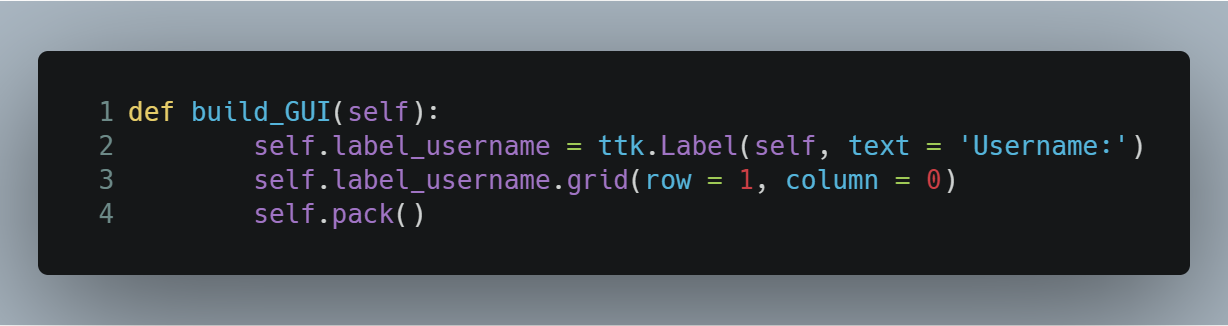 1 def build_GUI(self):
2         self.label_username = ttk.Label(self, text = 'Username:')
3         self.label_username.grid(row = 1, column = 0)
4         self.pack()